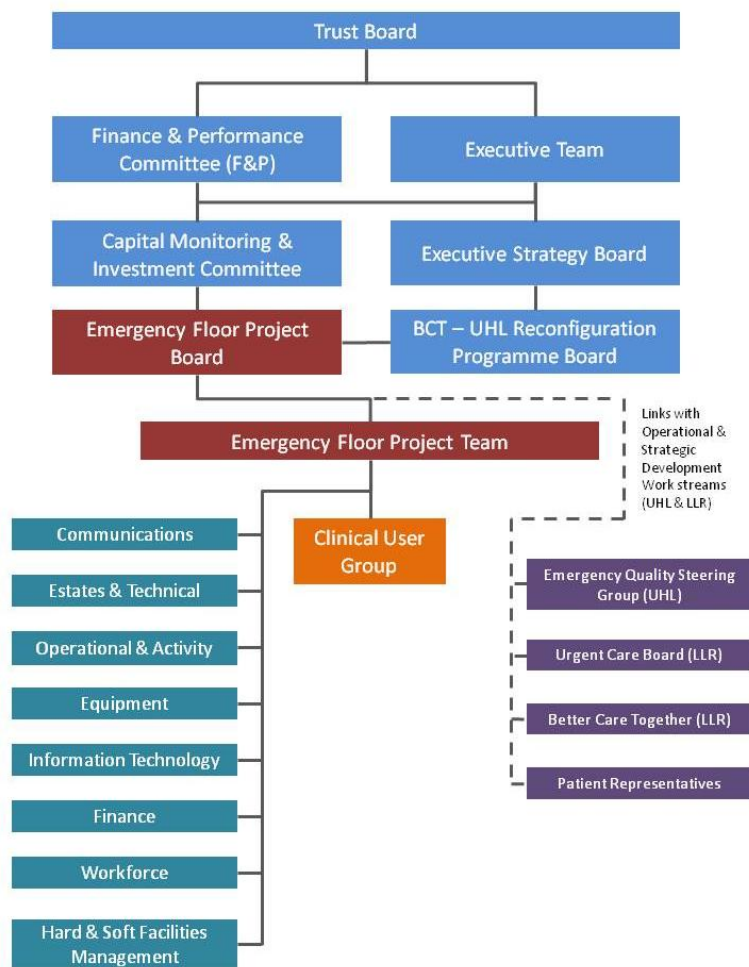 Trust Board
Finance & Performance
Committee (F&P)
Executive Team
Capital Monitoring &
Investment Committee
Executive Strategy Board
Emergency Floor Project
Board
BCT – UHL Reconfiguration
Programme Board
Links with
Operational &
Strategic
Development
Work streams
(UHL & LLR)
Emergency Floor Project Team
Clinical User
Group
Communications
Estates & Technical
Operational & Activity
Equipment
Information Technology
Finance
Workforce
Hard & Soft Facilities
Management
Emergency Quality Steering
Group (UHL)
Urgent Care Board (LLR)
Better Care Together (LLR)
Patient Representatives